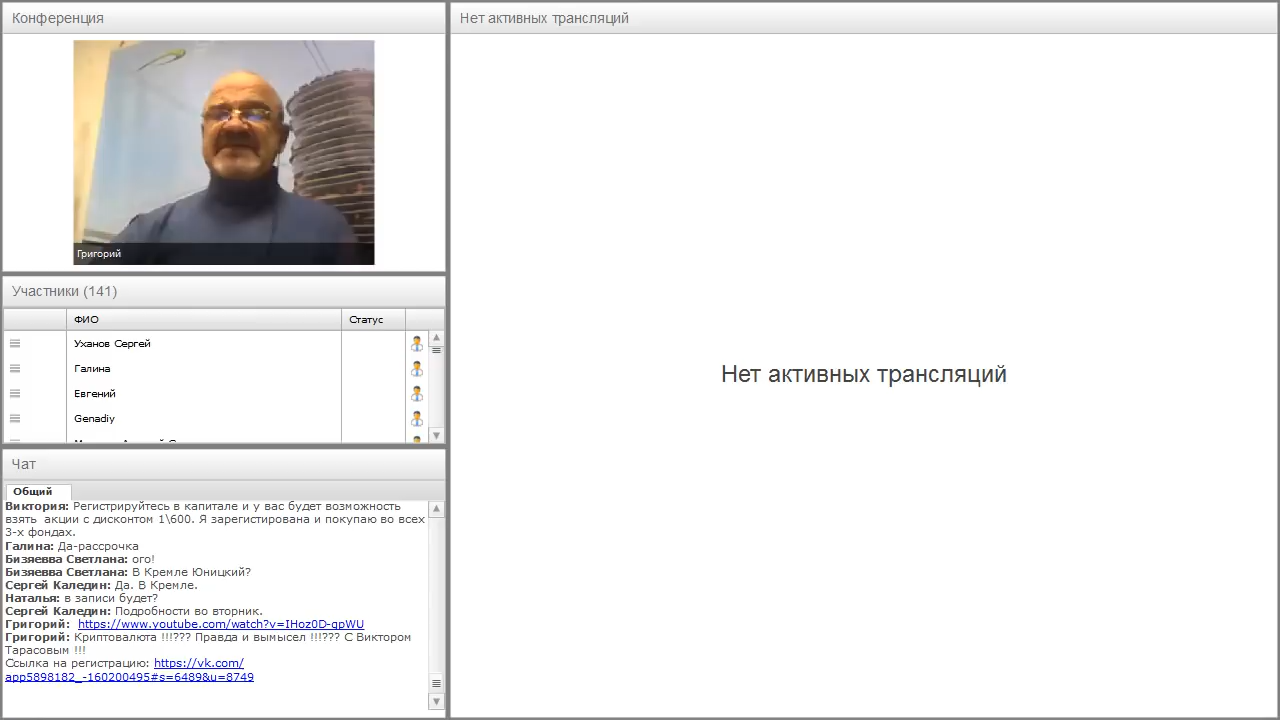 Конференция
Нет активных трансляций
Григорий
Участники (141)
ФИО
Статус
Уханов Сергей
Галина
Евгений
Genadiy
Чат
Общий
Виктория: Регистрируйтесь в капитале и у вас будет возможность
взять акции с дисконтом 1\600. Я зарегистирована и покупаю во всех
3-х фондах.
Галина: Да-рассрочка
Бизяевва Светлана: ого!
Бизяевва Светлана: В Кремле Юницкий?
Сергей Каледин: Да. В Кремле.
Наталья: в записи будет?
Сергей Каледин: Подробности во вторник.
Григорий: https://www.youtube.com/watch?v=IHoz0D-qpWU
Григорий: Криптовалюта !!!??? Правда и вымысел !!!??? С Виктором
Тарасовым !!!
Ссылка на регистрацию: https://vk.com/
app5898182_-160200495#s=6489&u=8749
Нет активных трансляций